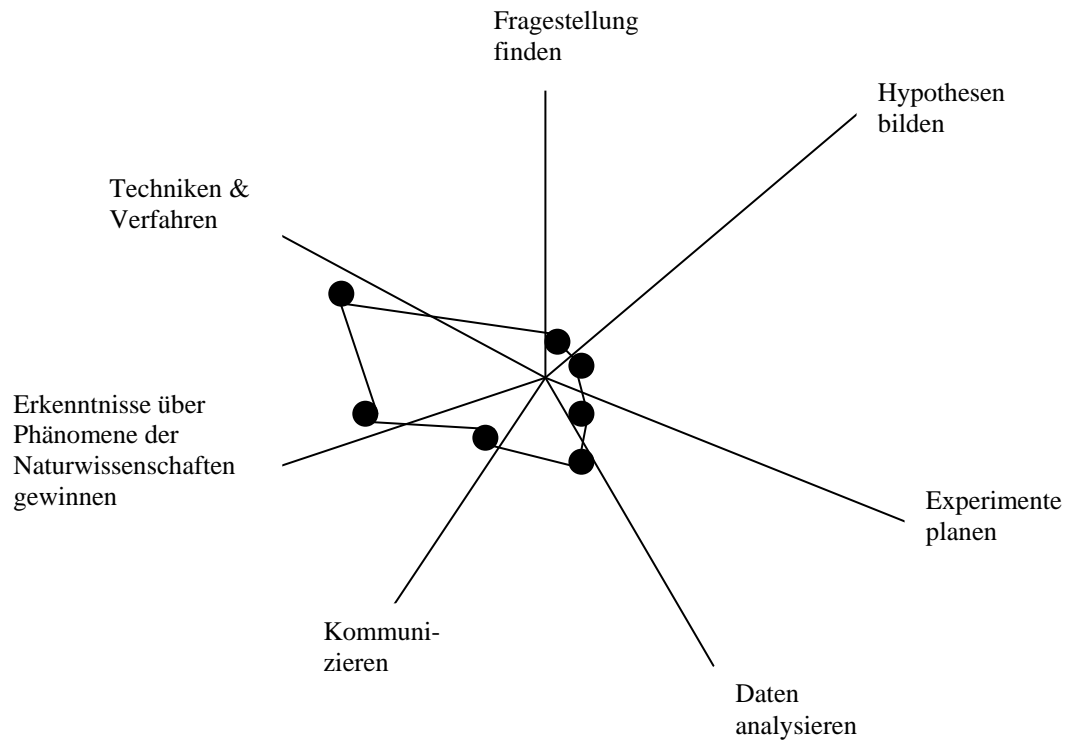 Fragestellung
finden
Hypothesen
bilden
Techniken &
Verfahren
Erkenntnisse über
Phänomene der
Naturwissenschaften
gewinnen
Experimente
planen
Kommuni-
zieren
Daten
analysieren